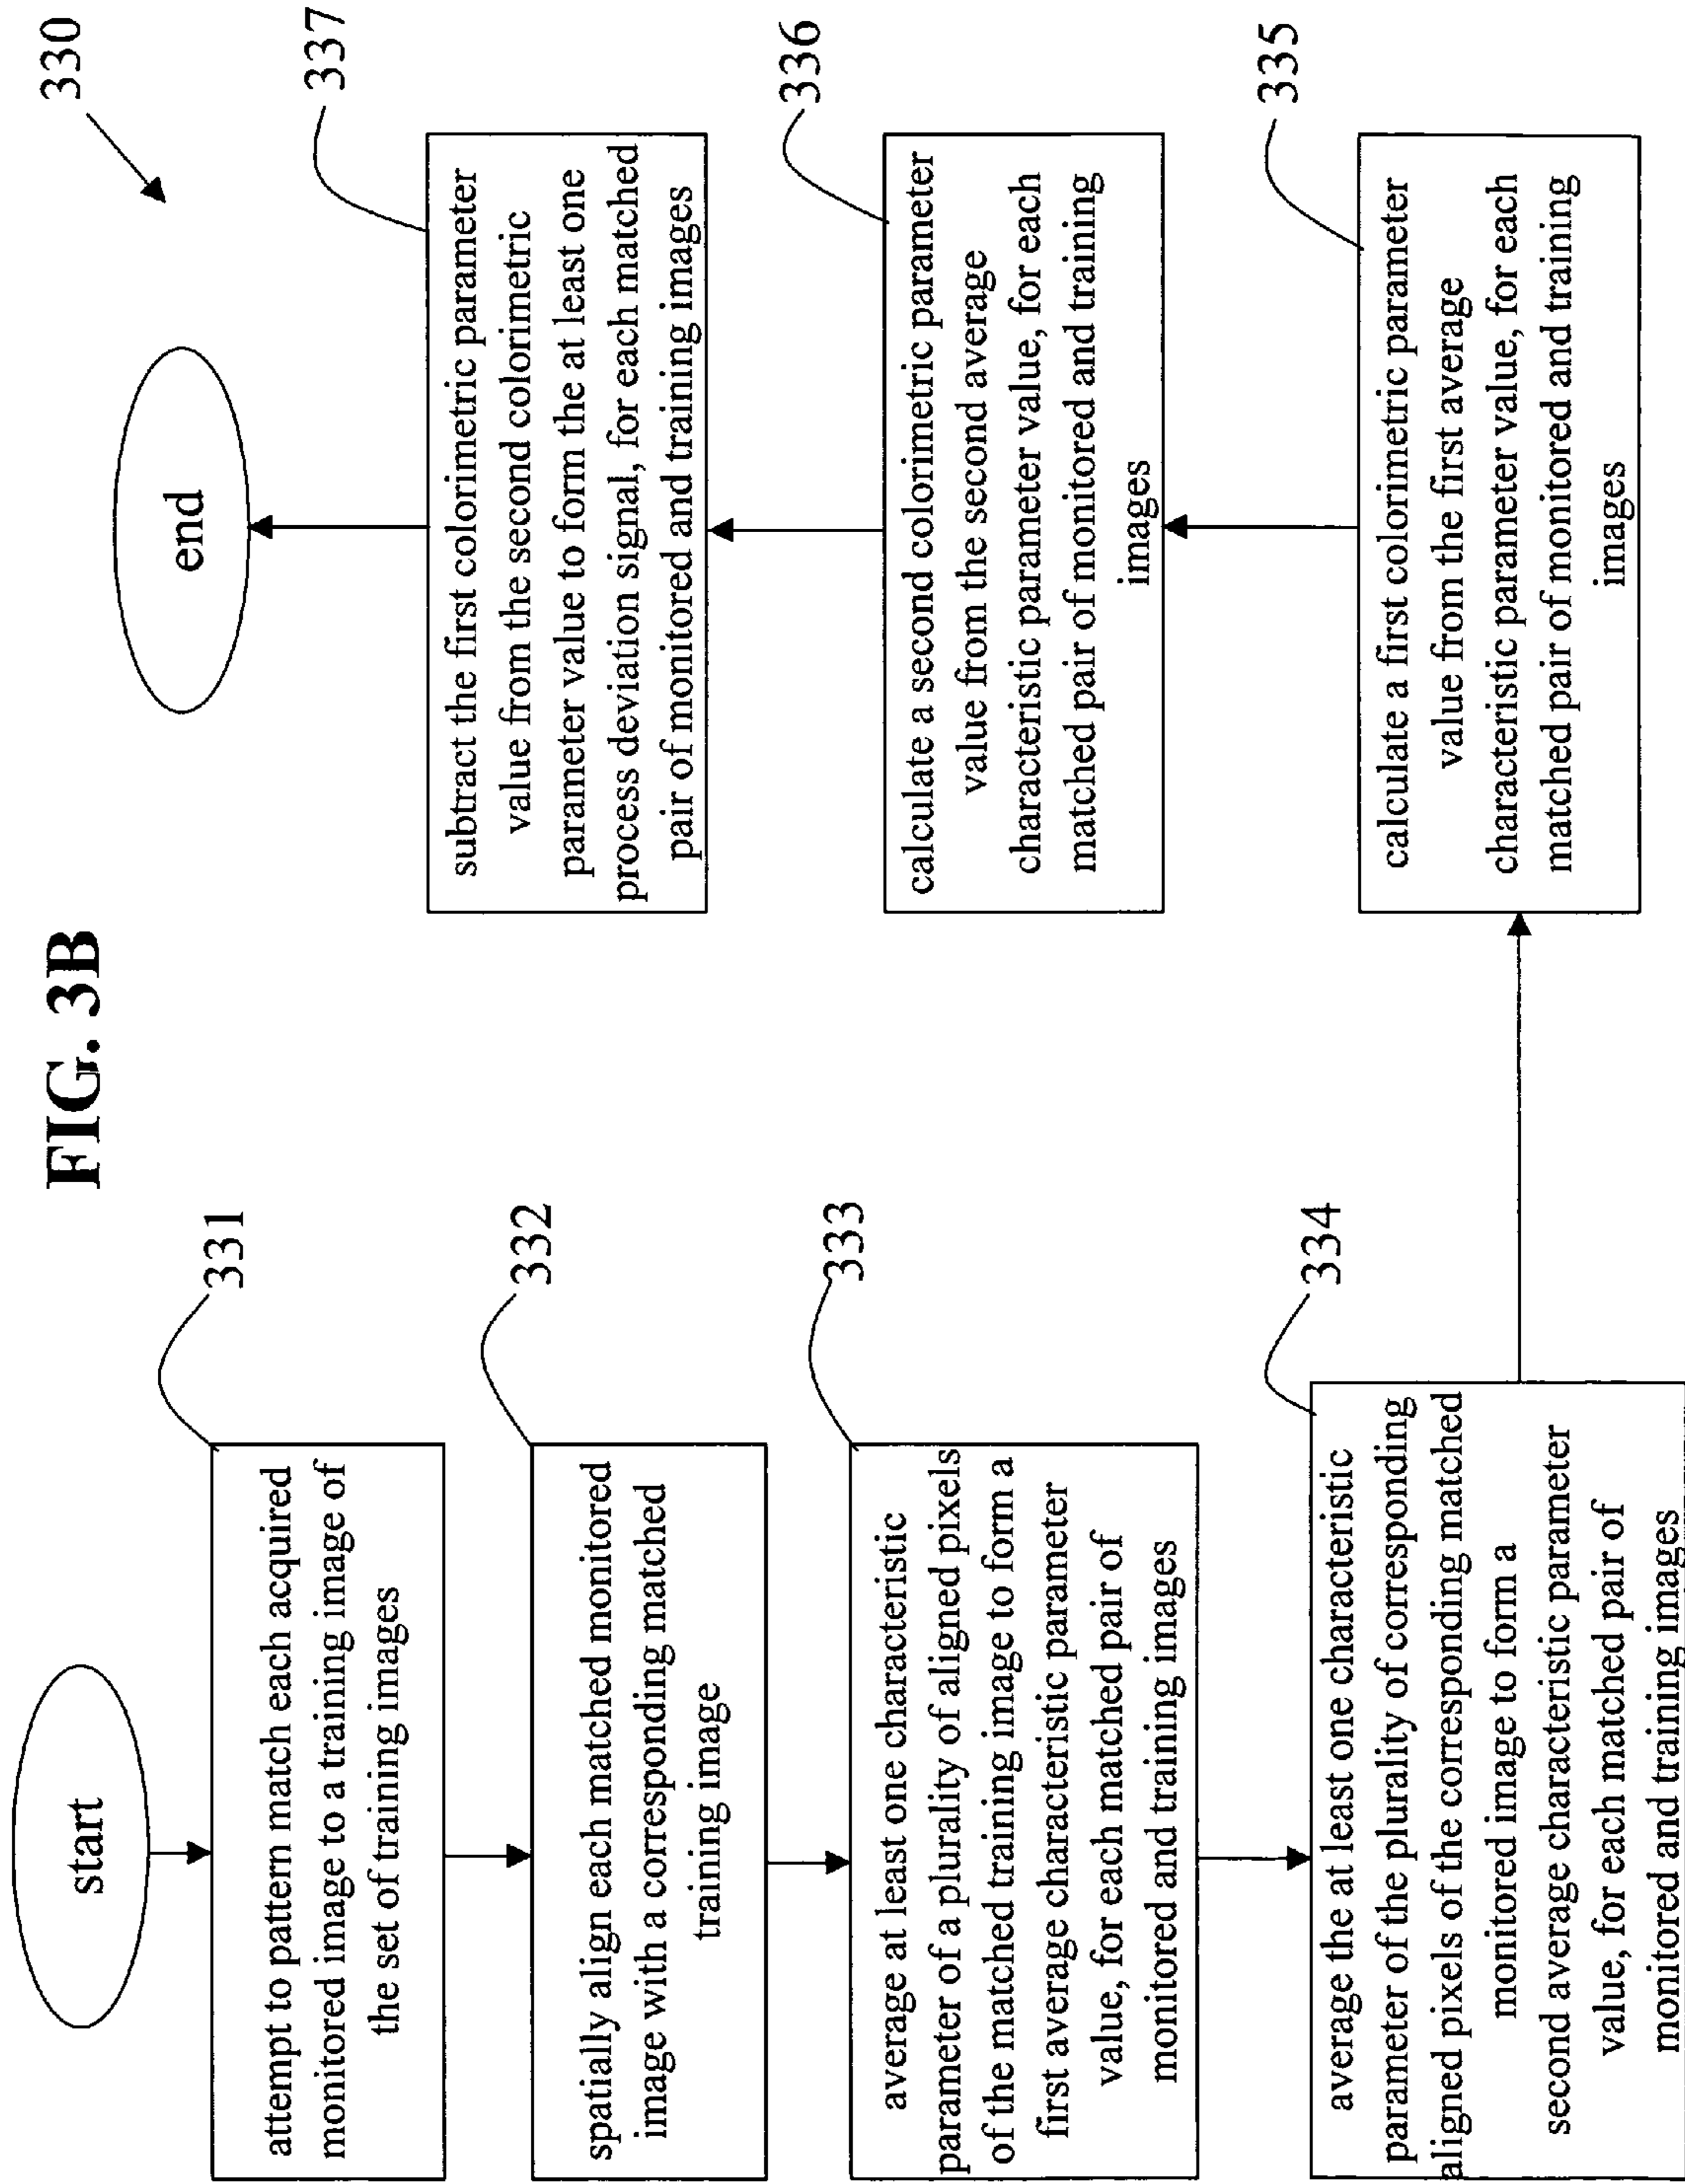 FIG. 3B
330
start
331
attempt to pattern match each acquired
monitored image to a training image of
the set of training images
332
spatially align each matched monitored
image with a corresponding matched
training image
333
average at least one characteristic
parameter of a plurality of aligned pixels
of the matched training image to form a
first average characteristic parameter
value, for each matched pair of
monitored and training images
334
average the at least one characteristic
parameter of the plurality of corresponding
aligned pixels of the corresponding matched
monitored image to form a
second average characteristic parameter
value, for each matched pair of
monitored and training images
335
calculate a first colorimetric parameter
value from the first average
characteristic parameter value, for each
matched pair of monitored and training
images
336
calculate a second colorimetric parameter
value from the second average
characteristic parameter value, for each
matched pair of monitored and training
images
337
subtract the first colorimetric parameter
value from the second colorimetric
parameter value to form the at least one
process deviation signal, for each matched
pair of monitored and training images
end